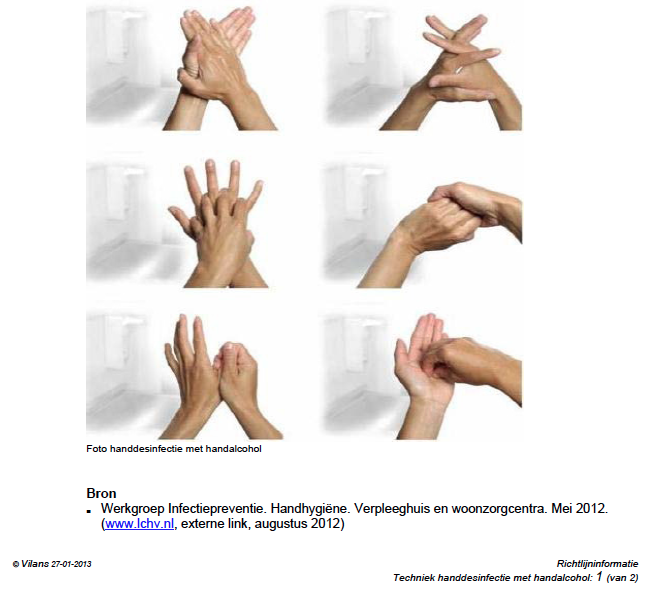 Foto handdesinfectie met handalcohol
Bron
▪ Werkgroep Infectiepreventie. Handhygiëne. Verpleeghuis en woonzorgcentra. Mei 2012.
(www.lchv.nl, externe link, augustus 2012)
© Vilans 27-01-2013
Richtlijninformatie
Techniek handdesinfectie met handalcohol: 1 (van 2)